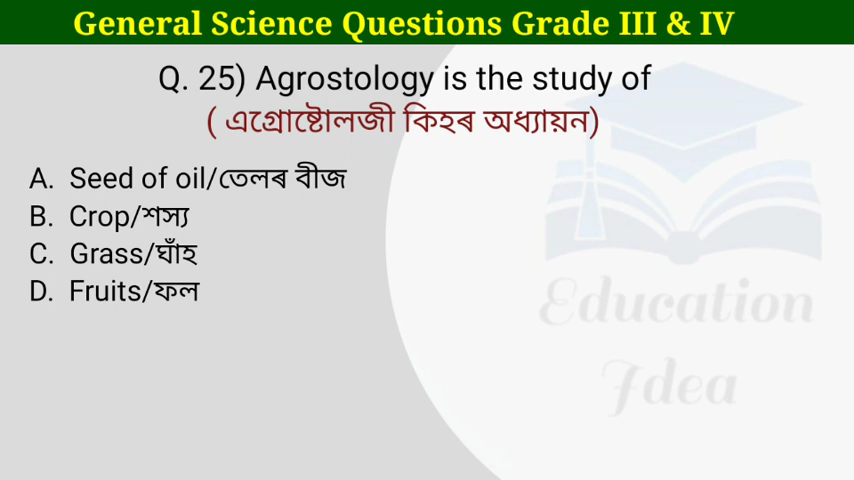 General Science Questions Grade III & IV
Q. 25) Agrostology is the study of
( এগ্ৰোষ্টোলজী কিহৰ অধ্যায়ন)
A. Seed of oil/তেলৰ বীজ
B. Crop/শস্য
C. Grass/ঘাঁহ
D. Fruits/ফল
Education
Idea